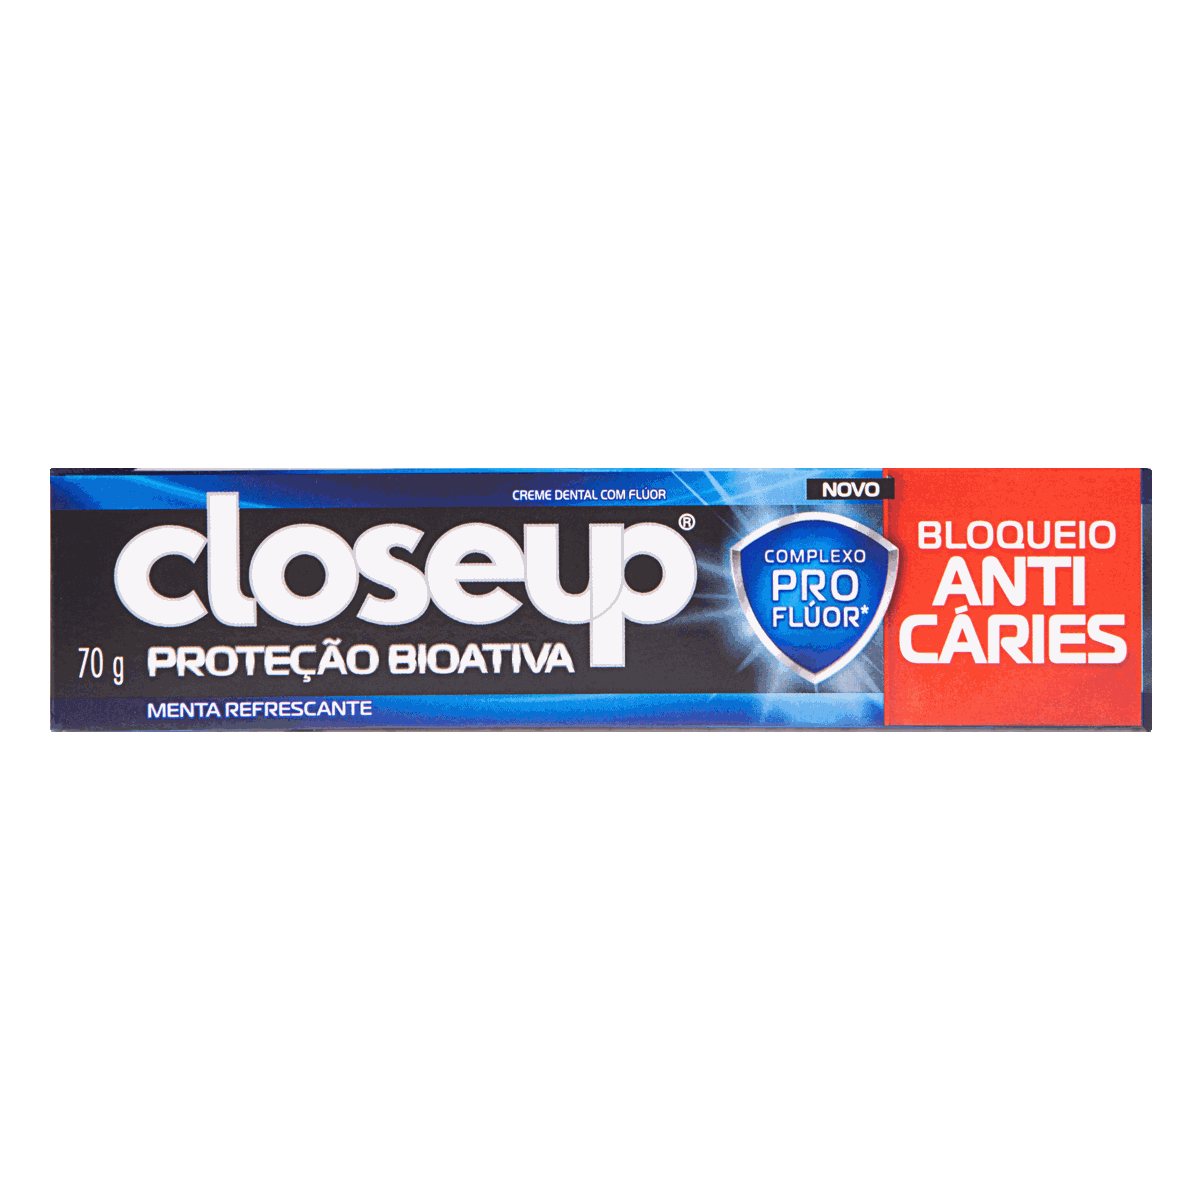 CREME DENTAL COM FLÚOR
closeup®
70 g PROTEÇÃO BIOATIVA
MENTA REFRESCANTE
NOVO
COMPLEXO
PRO
FLÚOR*
BLOQUEIO
ANTI
CÁRIES